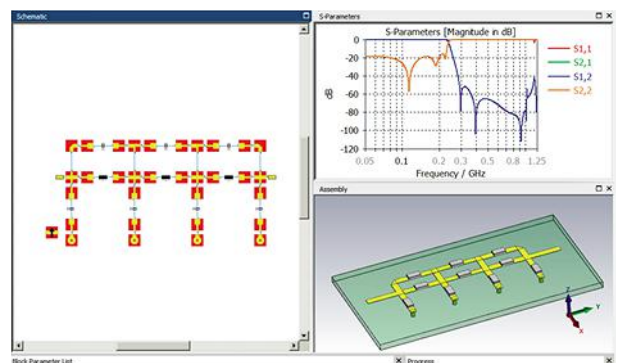 Schematic
S-Parameters
S-Parameters [Magnitude in dB]
0
-20
-40
-60
-80
-100
-120
dB
0.05 0.1 0.2 0.3 0.5 0.8 1.25
Frequency / GHz
S1,1
S2,1
S1,2
S2,2
Assembly
Z
Y
X
Block Parameter List
Progress